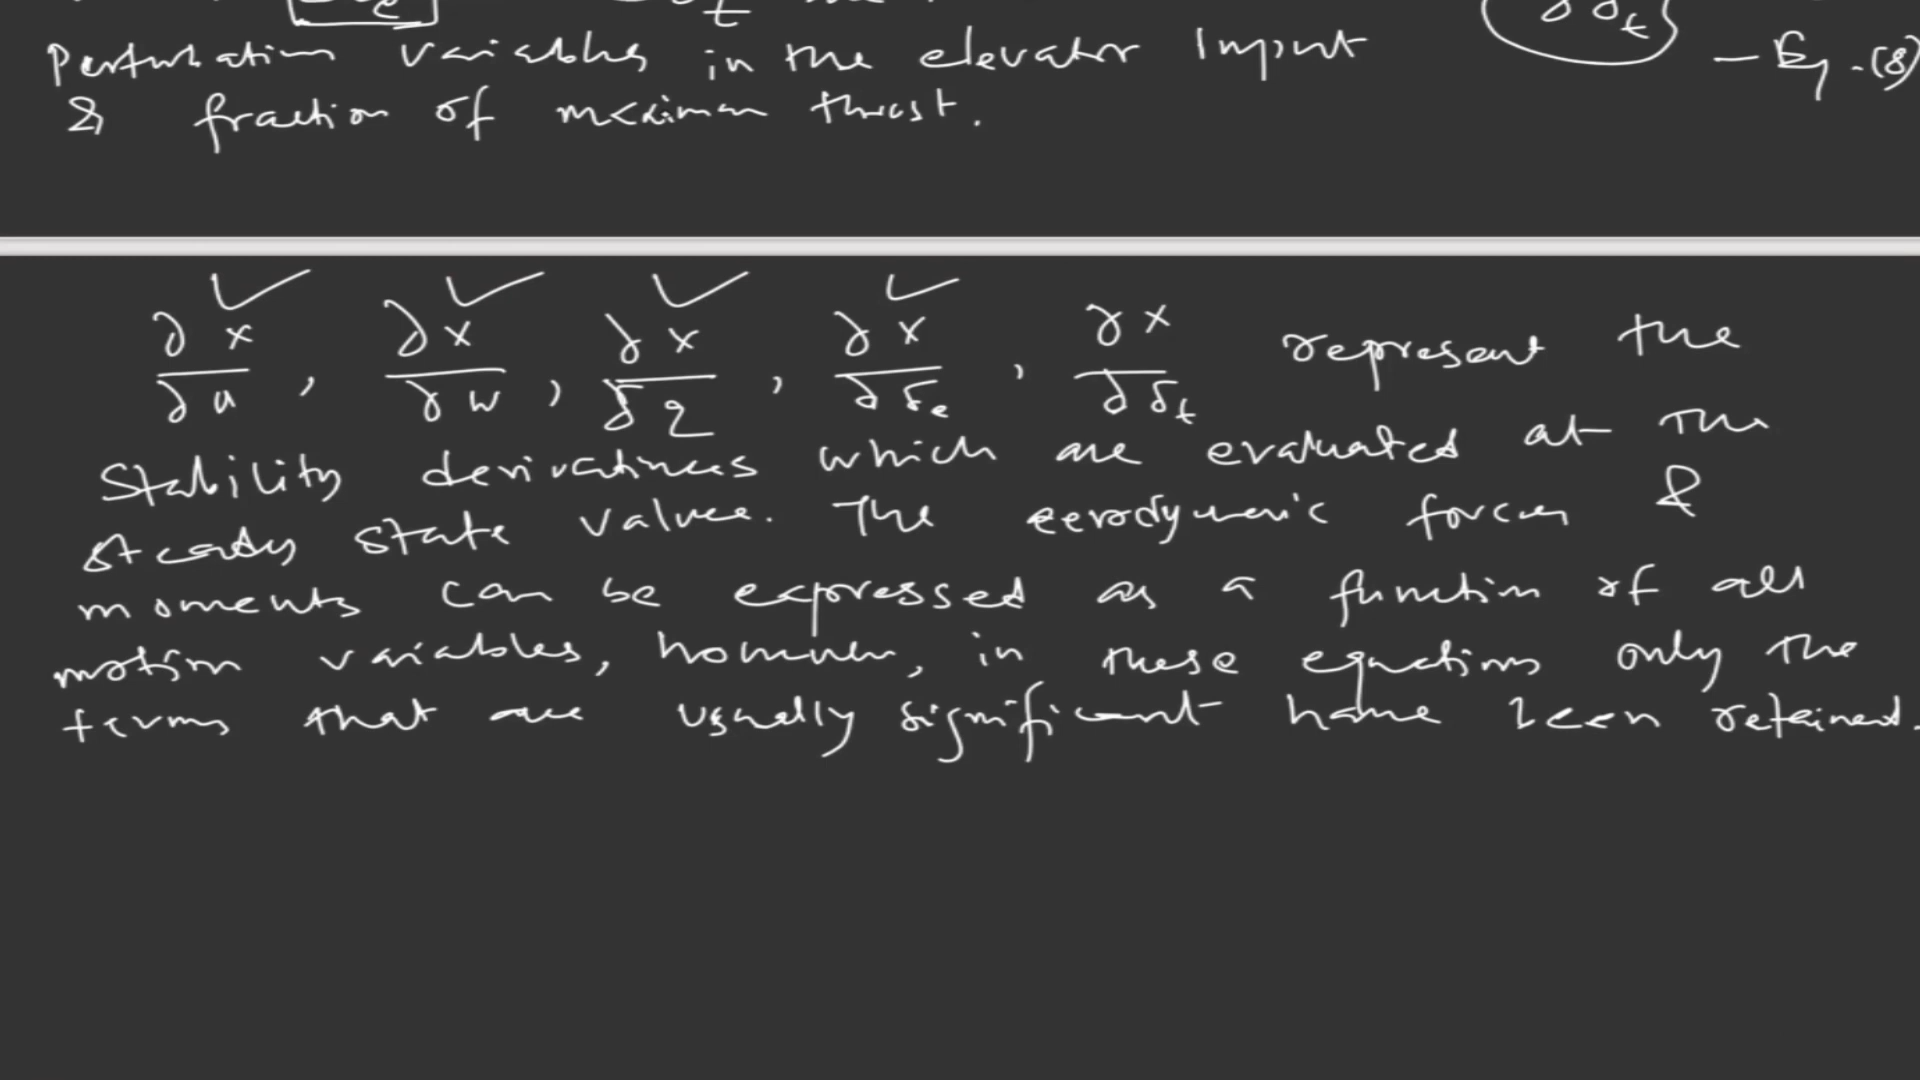 Perturbation variables in the elevator Input
∂δt
— Eq. (8)
& fraction of maximum thrust.
∂x/∂u, ∂x/∂w, ∂x/∂q, ∂x/∂δe, ∂x/∂δt represent the
Stability derivatives which are evaluated at the
steady state values. The aerodynamic forces &
moments can be expressed as a function of all
motion variables, however, in these equations only the
terms that are usually significant have been retained.